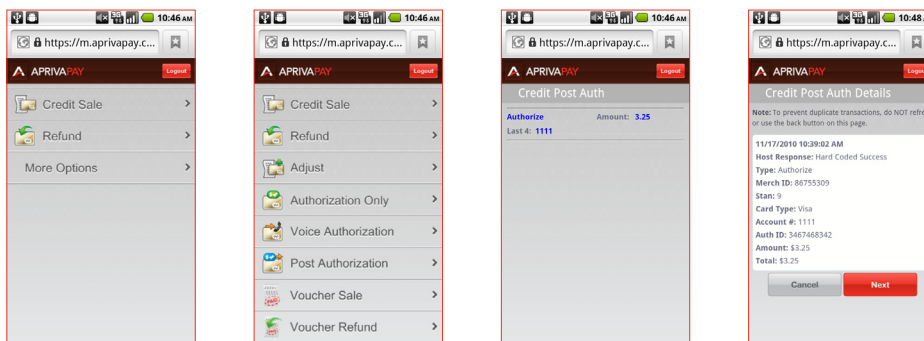 10:46 AM
https://m.aprivapay.c...
APRIVAPAY
Logout
Credit Sale
Refund
More Options
10:46 AM
https://m.aprivapay.c...
APRIVAPAY
Logout
Credit Sale
Refund
Adjust
Authorization Only
Voice Authorization
Post Authorization
Voucher Sale
Voucher Refund
10:46 AM
https://m.aprivapay.c...
APRIVAPAY
Logout
Credit Post Auth
Authorize Amount: 3.25
Last 4: 1111
10:48 A
https://m.aprivapay.c...
APRIVAPAY
Logou
Credit Post Auth Details
Note: To prevent duplicate transactions, do NOT refre
or use the back button on this page.
11/17/2010 10:39:02 AM
Host Response: Hard Coded Success
Type: Authorize
Merch ID: 86755309
Stan: 9
Card Type: Visa
Account #: 1111
Auth ID: 3467468342
Amount: $3.25
Total: $3.25
Cancel
Next